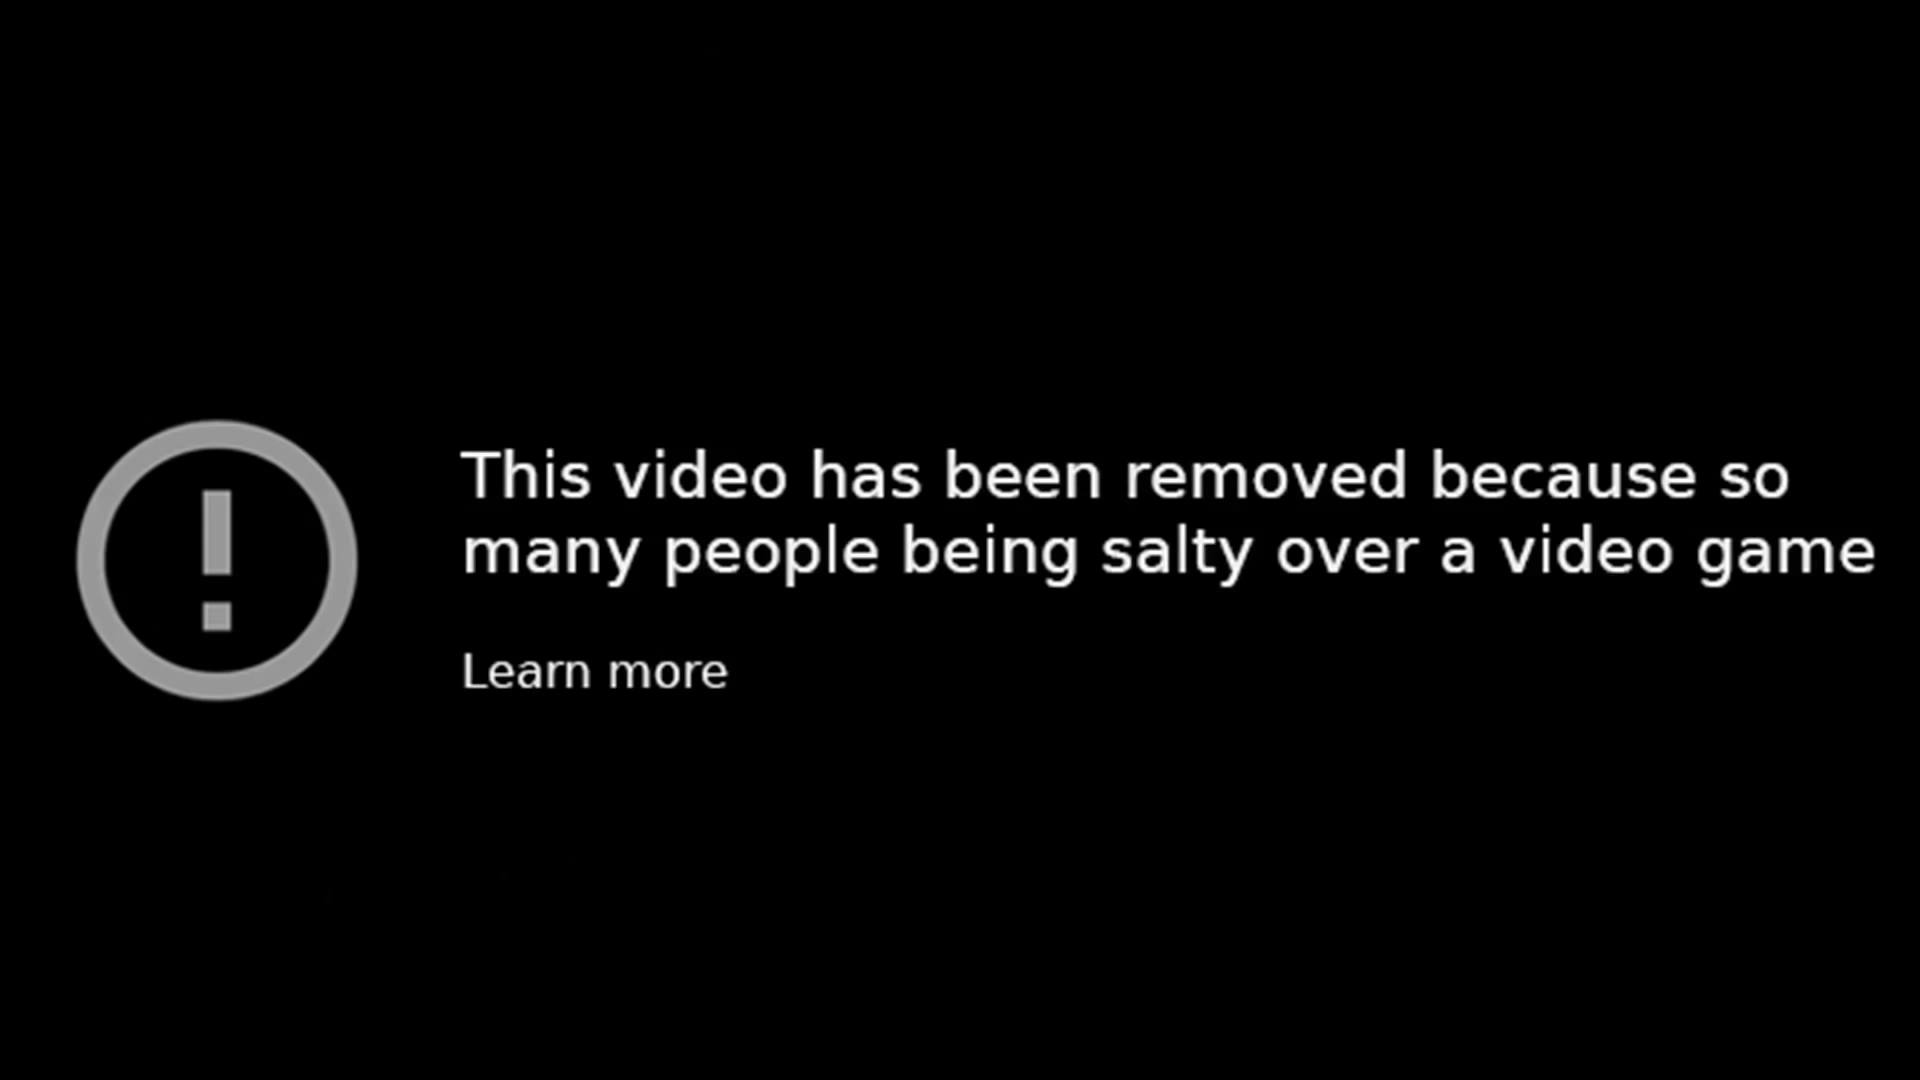 This video has been removed because so
many people being salty over a video game
Learn more